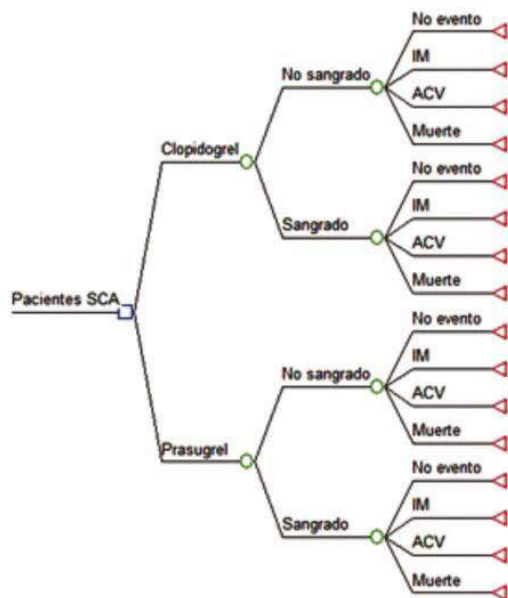 No evento
IM
No sangrado
ACV
Muerte
Clopidogrel
No evento
IM
Sangrado
ACV
Muerte
Pacientes SCA
No evento
IM
No sangrado
ACV
Muerte
Prasugrel
No evento
IM
Sangrado
ACV
Muerte